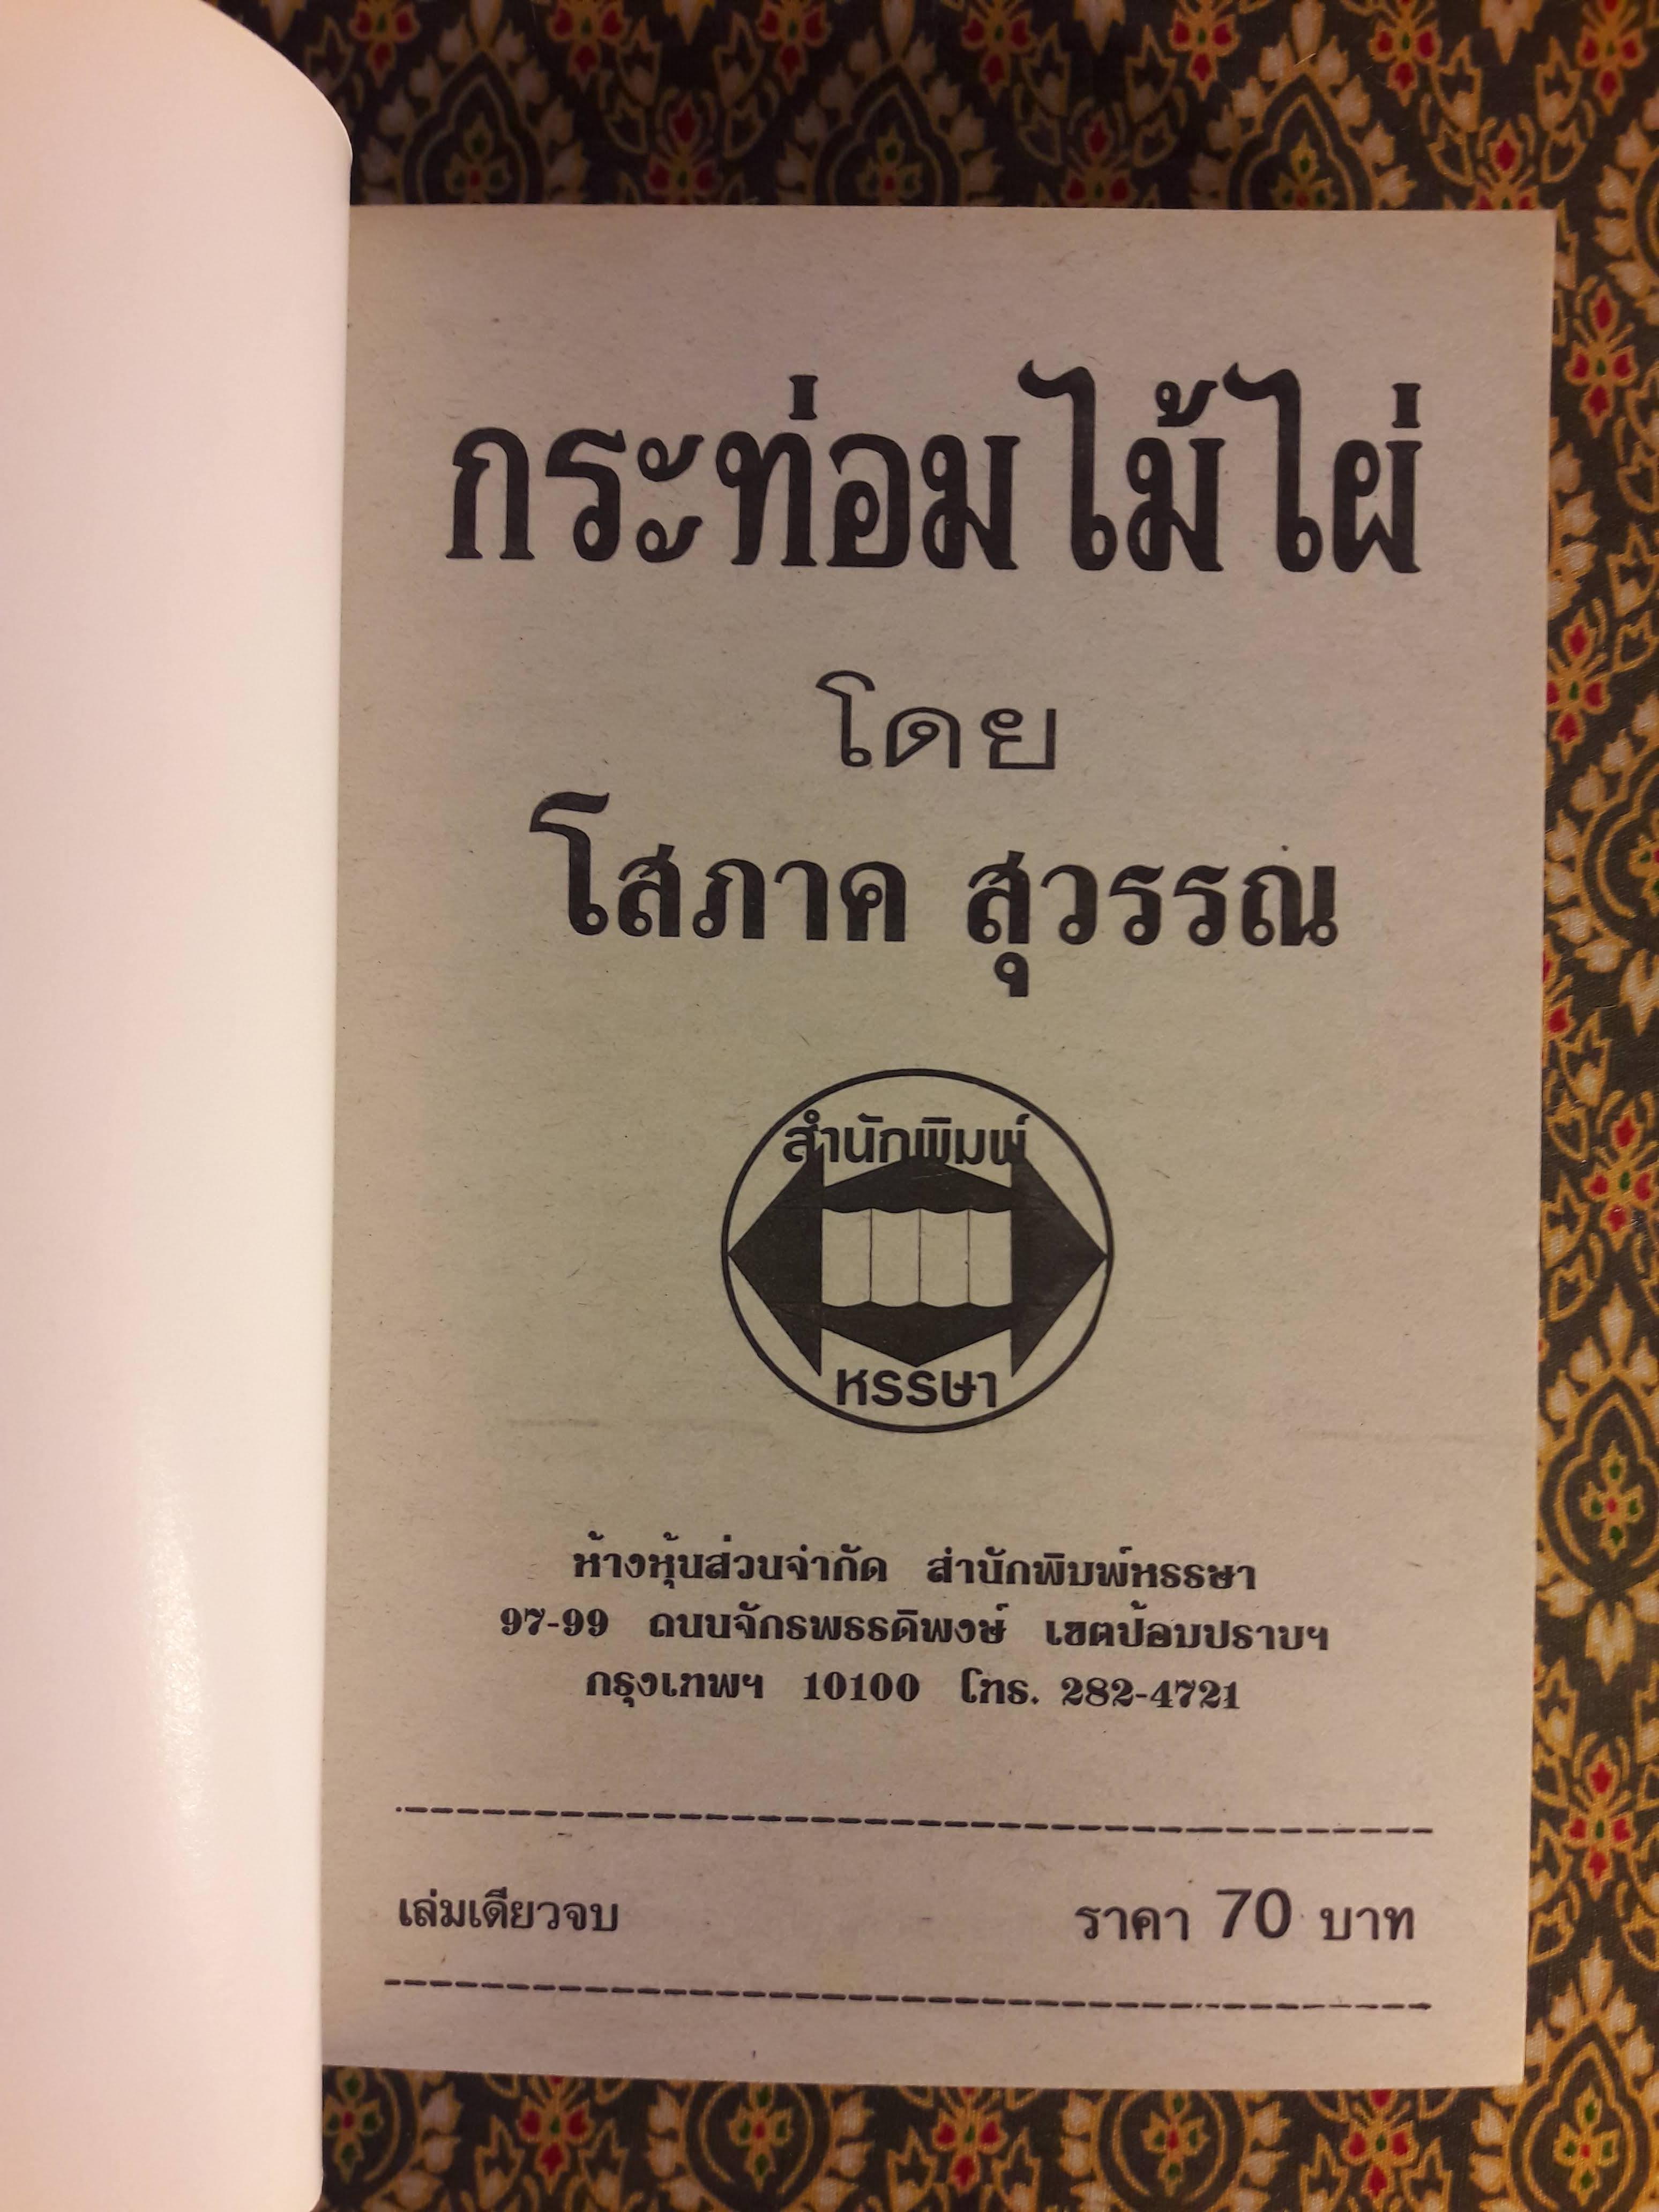 กระท่อมไม้ไผ่
โดย
โสภาค สุวรรณ
สำนักพิมพ์
หรรษา
ห้างหุ้นส่วนจำกัด สำนักพิมพ์หรรษา
97-99 ถนนจักรพรรดิพงษ์ เขตป้อมปราบฯ
กรุงเทพฯ 10100 โทร. 282-4721
เล่มเดียวจบ ราคา 70 บาท